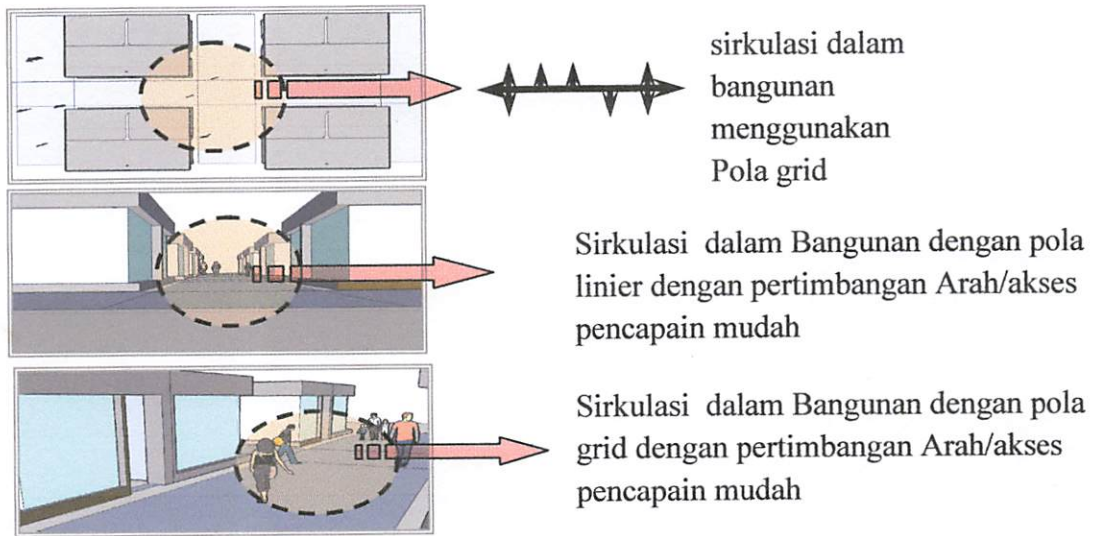 sirkulasi dalam
bangunan
menggunakan
Pola grid
Sirkulasi dalam Bangunan dengan pola
linier dengan pertimbangan Arah/akses
pencapain mudah
Sirkulasi dalam Bangunan dengan pola
grid dengan pertimbangan Arah/akses
pencapain mudah